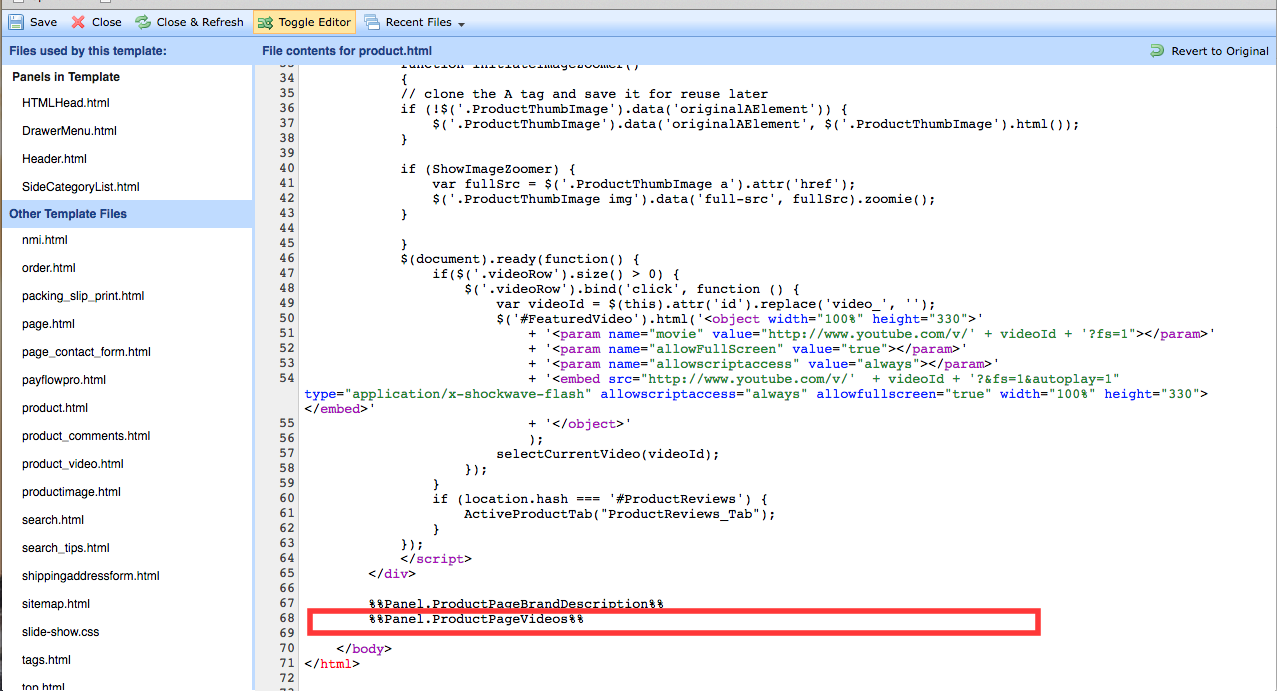 Save Close Close & Refresh Toggle Editor Recent Files
Files used by this template: File contents for product.html Revert to Original
Panels in Template
HTMLHead.html
DrawerMenu.html
Header.html
SideCategoryList.html
Other Template Files
nmi.html
order.html
packing_slip_print.html
page.html
page_contact_form.html
payflowpro.html
product.html
product_comments.html
product_video.html
productimage.html
search.html
search_tips.html
shippingaddressform.html
sitemap.html
slide-show.css
tags.html
top.html
33 function initiateImageZoomer()
34 {
35 // clone the A tag and save it for reuse later
36 if (!$('.ProductThumbImage').data('originalAElement')) {
37 $('.ProductThumbImage').data('originalAElement', $('.ProductThumbImage').html());
38 }
39
40 if (ShowImageZoomer) {
41 var fullSrc = $('.ProductThumbImage a').attr('href');
42 $('.ProductThumbImage img').data('full-src', fullSrc).zoomie();
43 }
44
45 }
46 $(document).ready(function() {
47 if($('.videoRow').size() > 0) {
48 $('.videoRow').bind('click', function () {
49 var videoId = $(this).attr('id').replace('video_', '');
50 $('#FeaturedVideo').html('<object width="100%" height="330">'
51 + '<param name="movie" value="http://www.youtube.com/v/' + videoId + '?fs=1"></param>'
52 + '<param name="allowFullScreen" value="true"></param>'
53 + '<param name="allowscriptaccess" value="always"></param>'
54 + '<embed src="http://www.youtube.com/v/' + videoId + '?&fs=1&autoplay=1"
type="application/x-shockwave-flash" allowscriptaccess="always" allowfullscreen="true" width="100%" height="330">
</embed>'
55 + '</object>'
56 );
57 selectCurrentVideo(videoId);
58 });
59 }
60 if (location.hash === '#ProductReviews') {
61 ActiveProductTab("ProductReviews_Tab");
62 }
63 });
64 </script>
65 </div>
66
67 %%Panel.ProductPageBrandDescription%%
68 %%Panel.ProductPageVideos%%
69
70 </body>
71 </html>
72